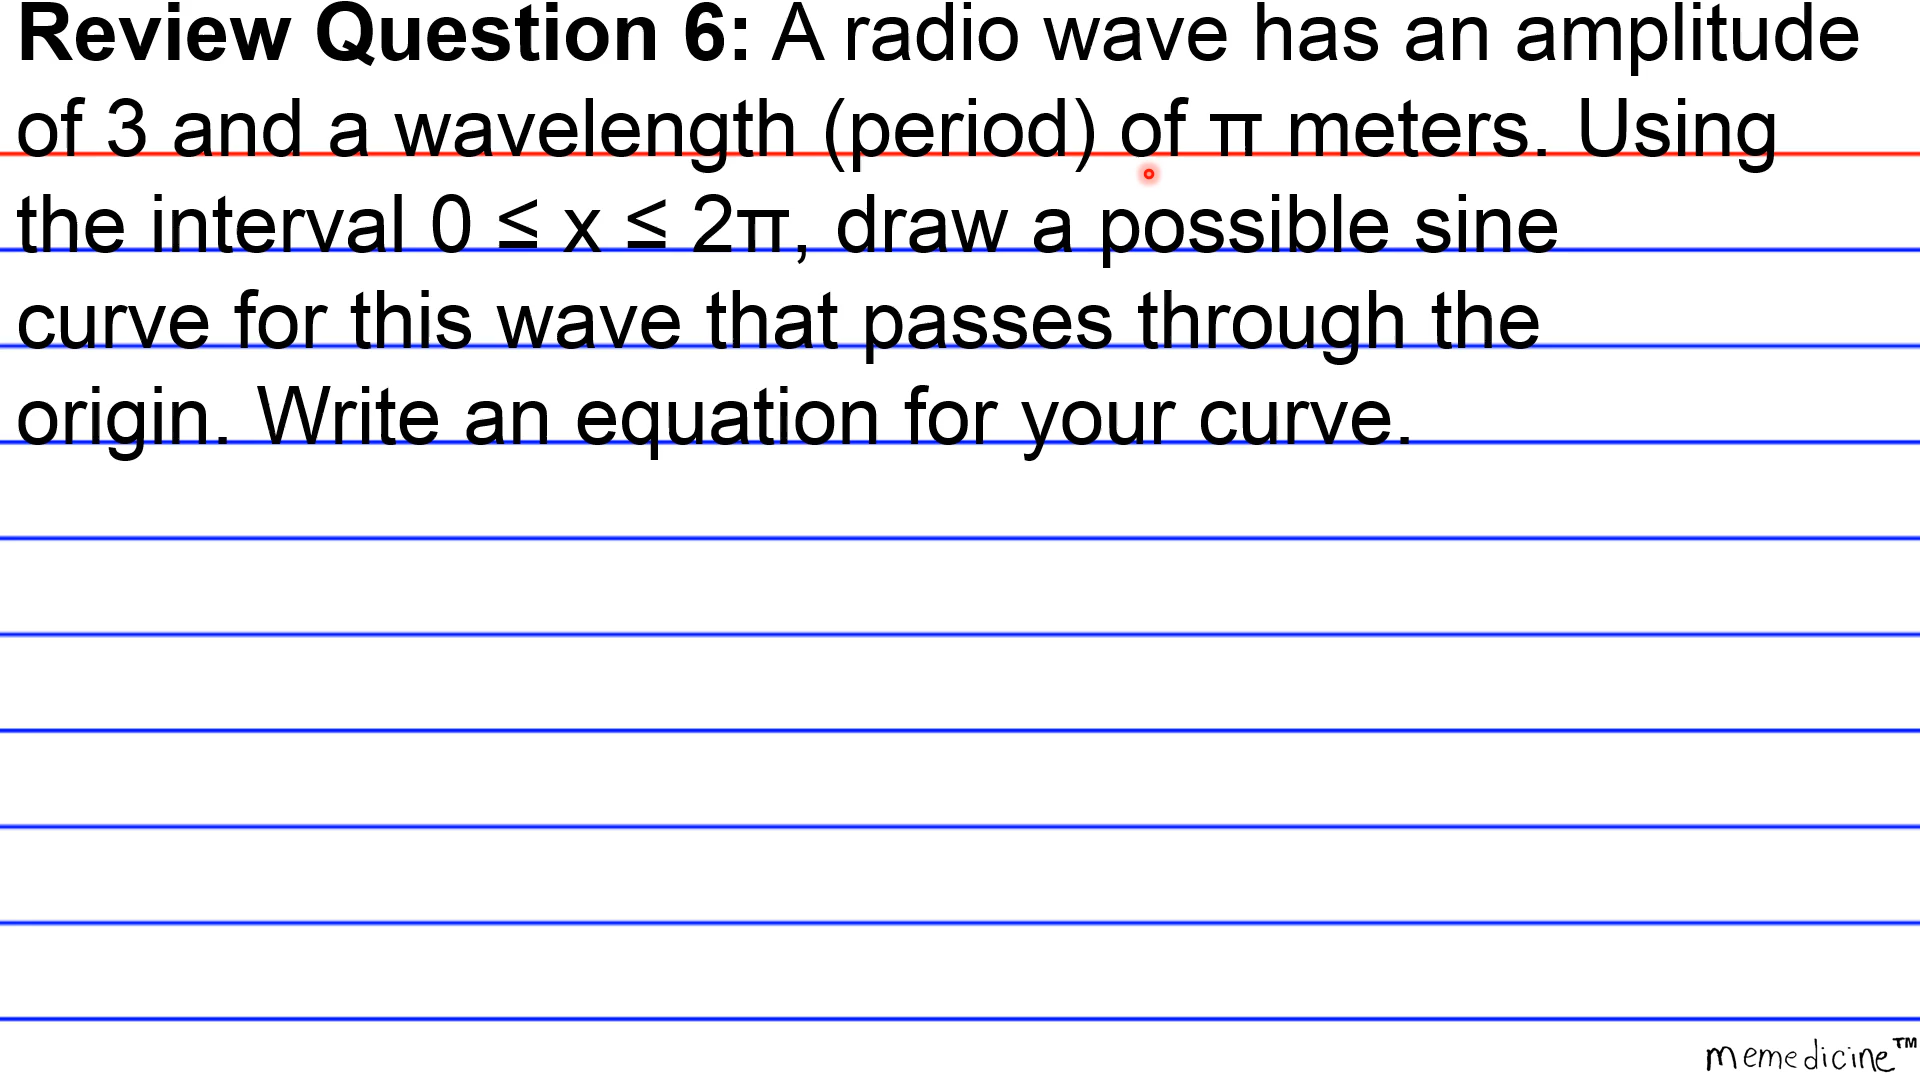 Review Question 6: A radio wave has an amplitude
of 3 and a wavelength (period) of π meters. Using
the interval 0 ≤ x ≤ 2π, draw a possible sine
curve for this wave that passes through the
origin. Write an equation for your curve.
memedicine™